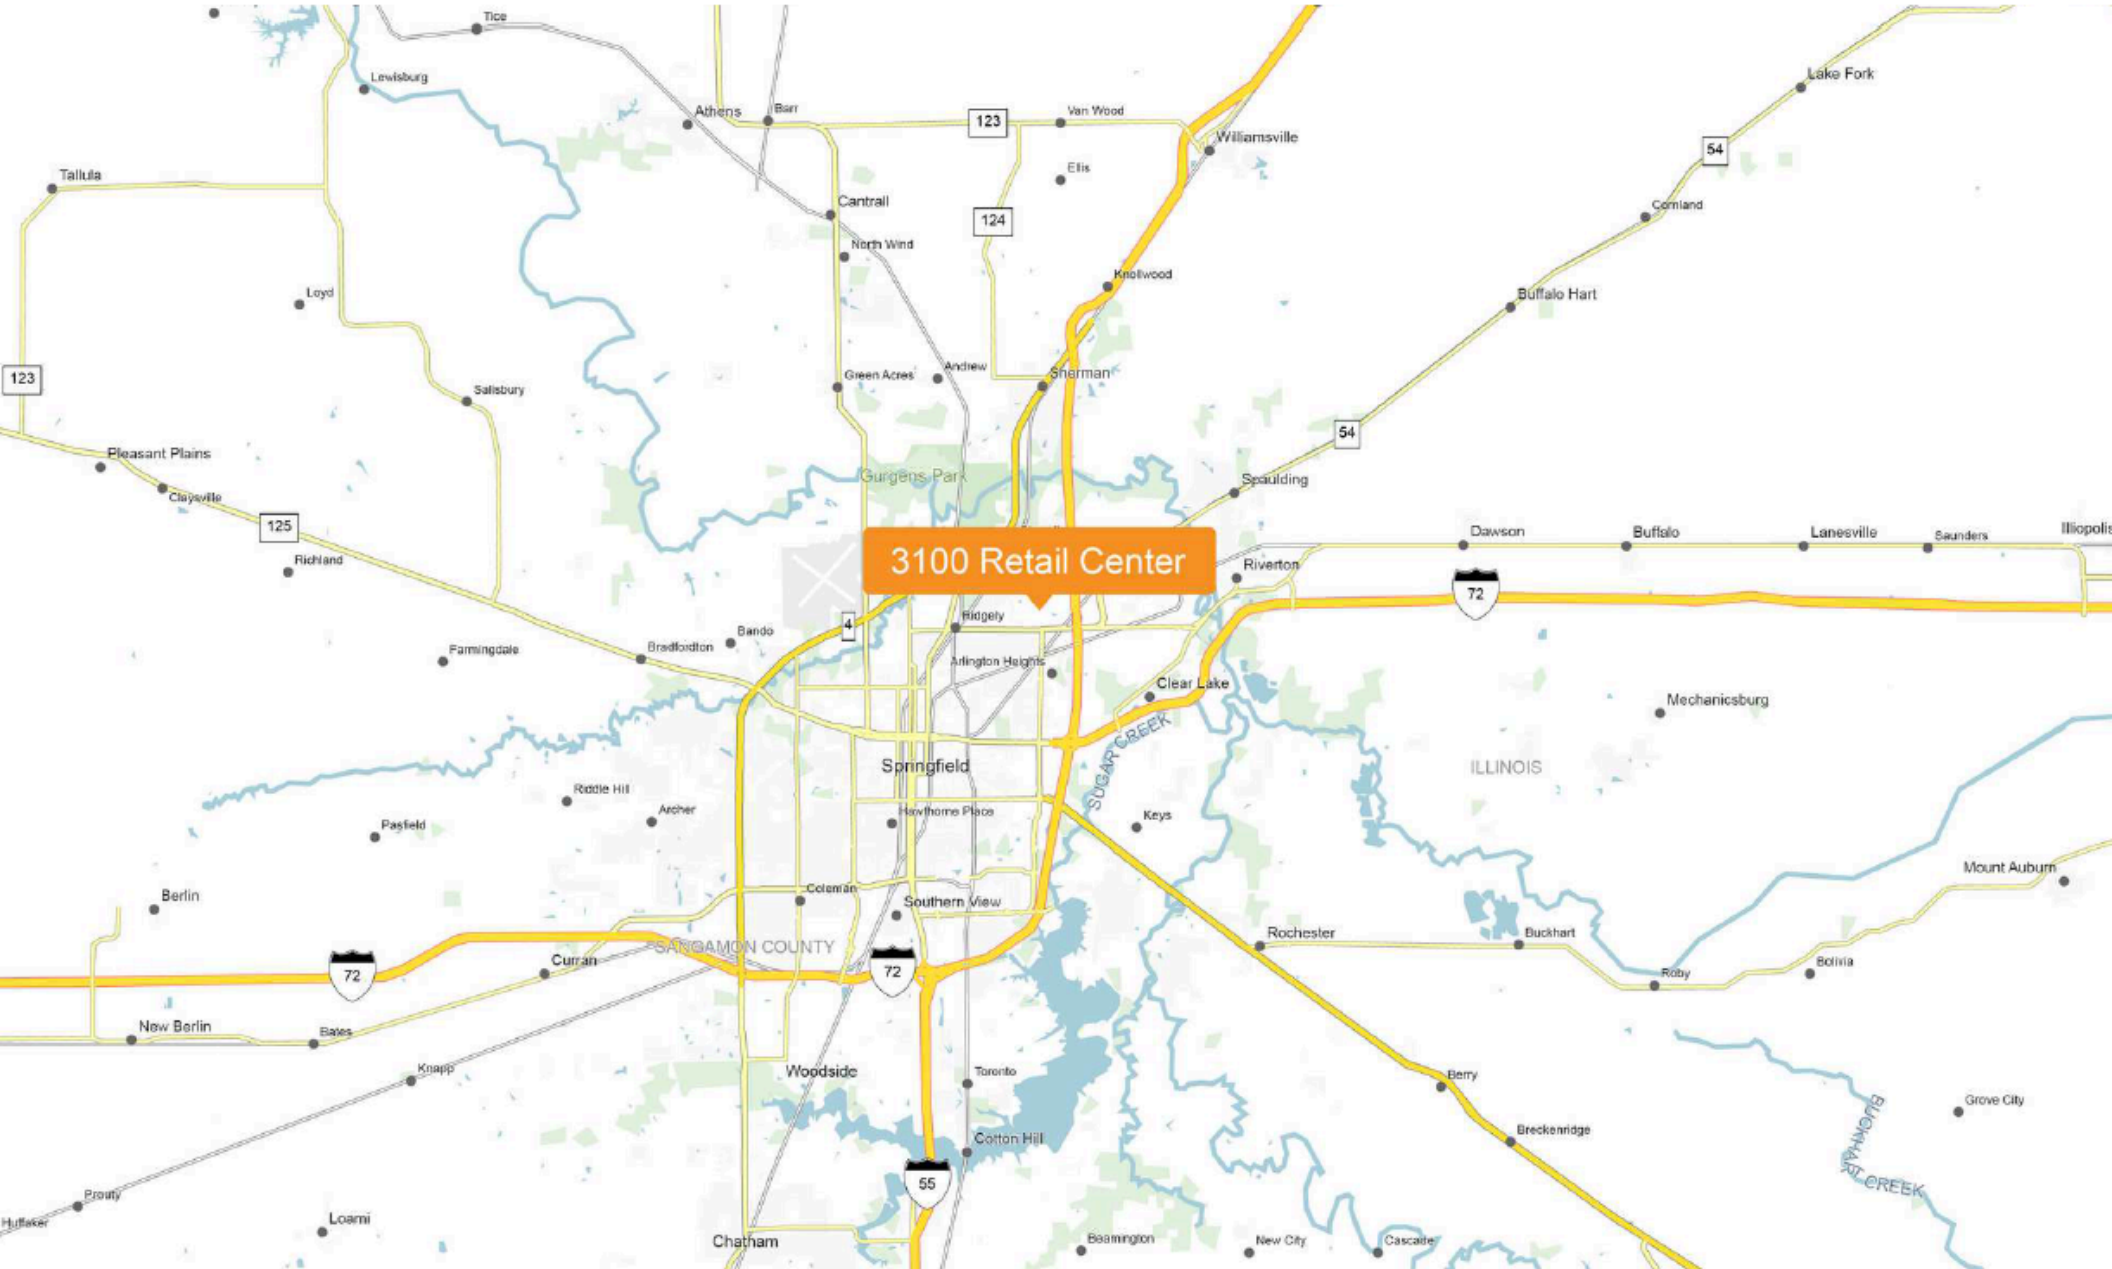 Tice
Lewisburg
Lake Fork
Athens
Barr
123
Van Wood
Williamsville
54
Ellis
Tallula
Cantrall
124
Cornland
North Wind
Knollwood
Loyd
Buffalo Hart
123
Green Acres
Andrew
Sherman
Salisbury
54
Pleasant Plains
Gurgens Park
Spaulding
Claysville
125
Dawson
Buffalo
Lanesville
Saunders
Illiopolis
3100 Retail Center
Richland
Riverton
72
Ridgely
4
Bando
Bradfordton
Farmingdale
Arlington Heights
Clear Lake
Mechanicsburg
SUGAR CREEK
Springfield
ILLINOIS
Riddle Hill
Archer
Hawthorne Place
Keys
Pasfield
Mount Auburn
Berlin
Coleman
Southern View
Rochester
Buckhart
SANGAMON COUNTY
Curran
72
72
Roby
Bolivia
New Berlin
Bates
Knapp
Woodside
Toronto
Berry
Grove City
BUCKHART CREEK
Breckenridge
Cotton Hill
55
Prouty
Huffaker
Loami
Chatham
Beamington
New City
Cascade